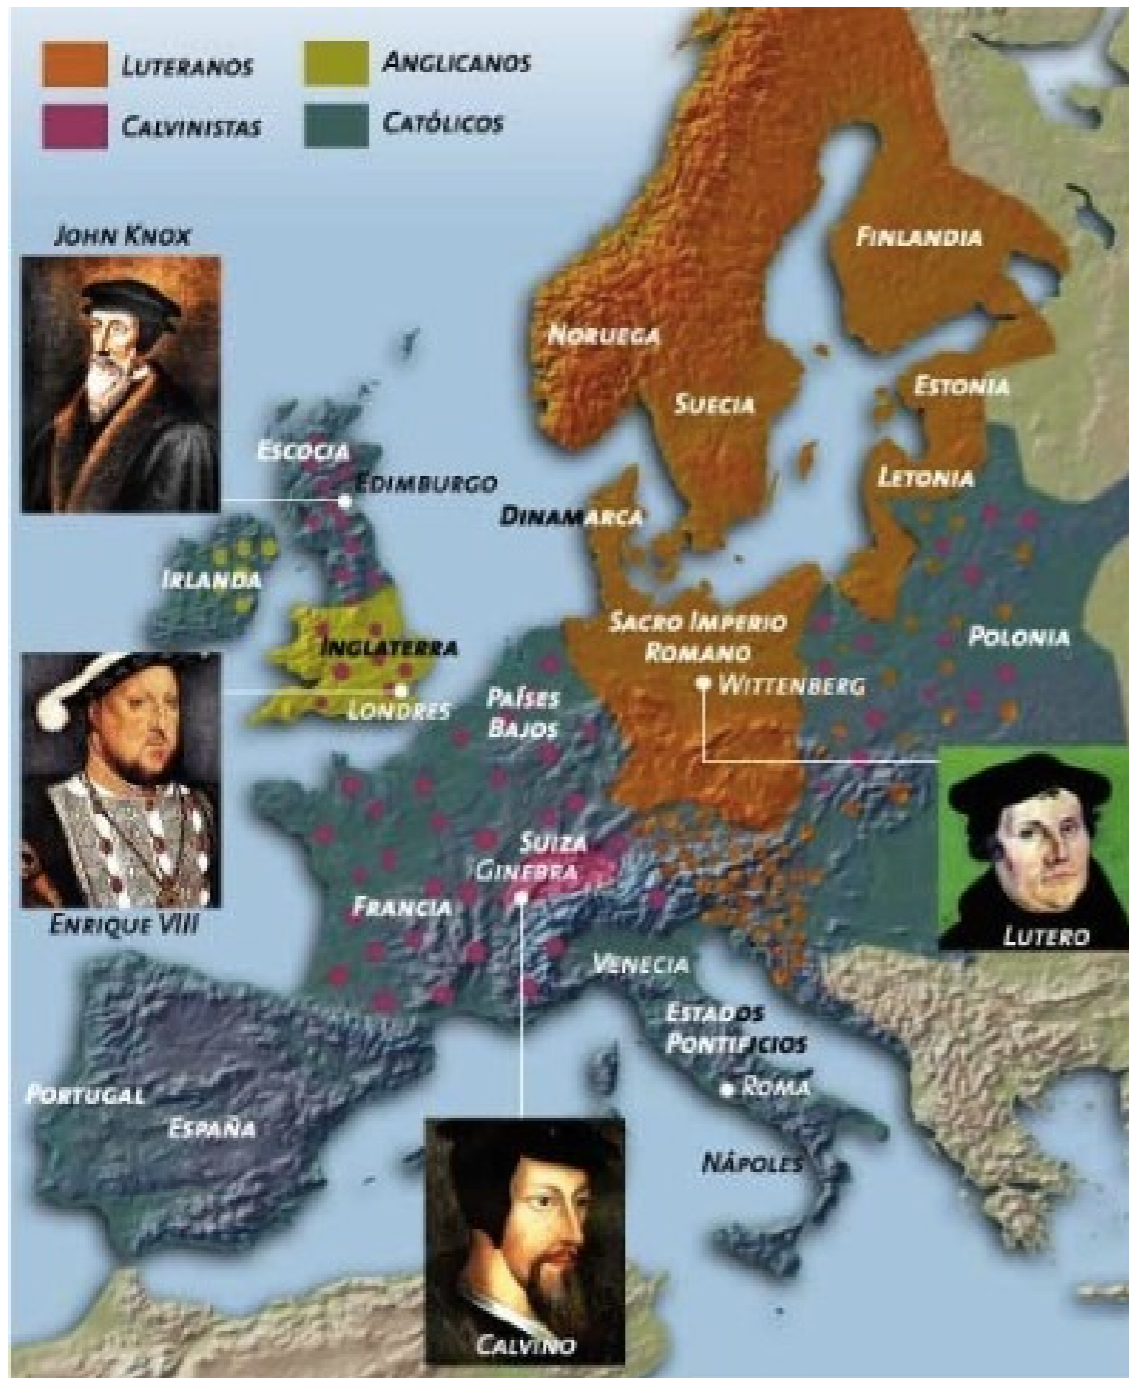 LUTERANOS
ANGLICANOS
CALVINISTAS
CATÓLICOS
JOHN KNOX
FINLANDIA
NORUEGA
ESTONIA
SUECIA
ESCOCIA
LETONIA
EDIMBURGO
DINAMARCA
IRLANDA
SACRO IMPERIO
ROMANO
POLONIA
INGLATERRA
WITTENBERG
LONDRES
PAÍSES
BAJOS
SUIZA
GINEBRA
FRANCIA
ENRIQUE VIII
LUTERO
VENECIA
ESTADOS
PONTIFICIOS
ROMA
PORTUGAL
ESPAÑA
NÁPOLES
CALVINO